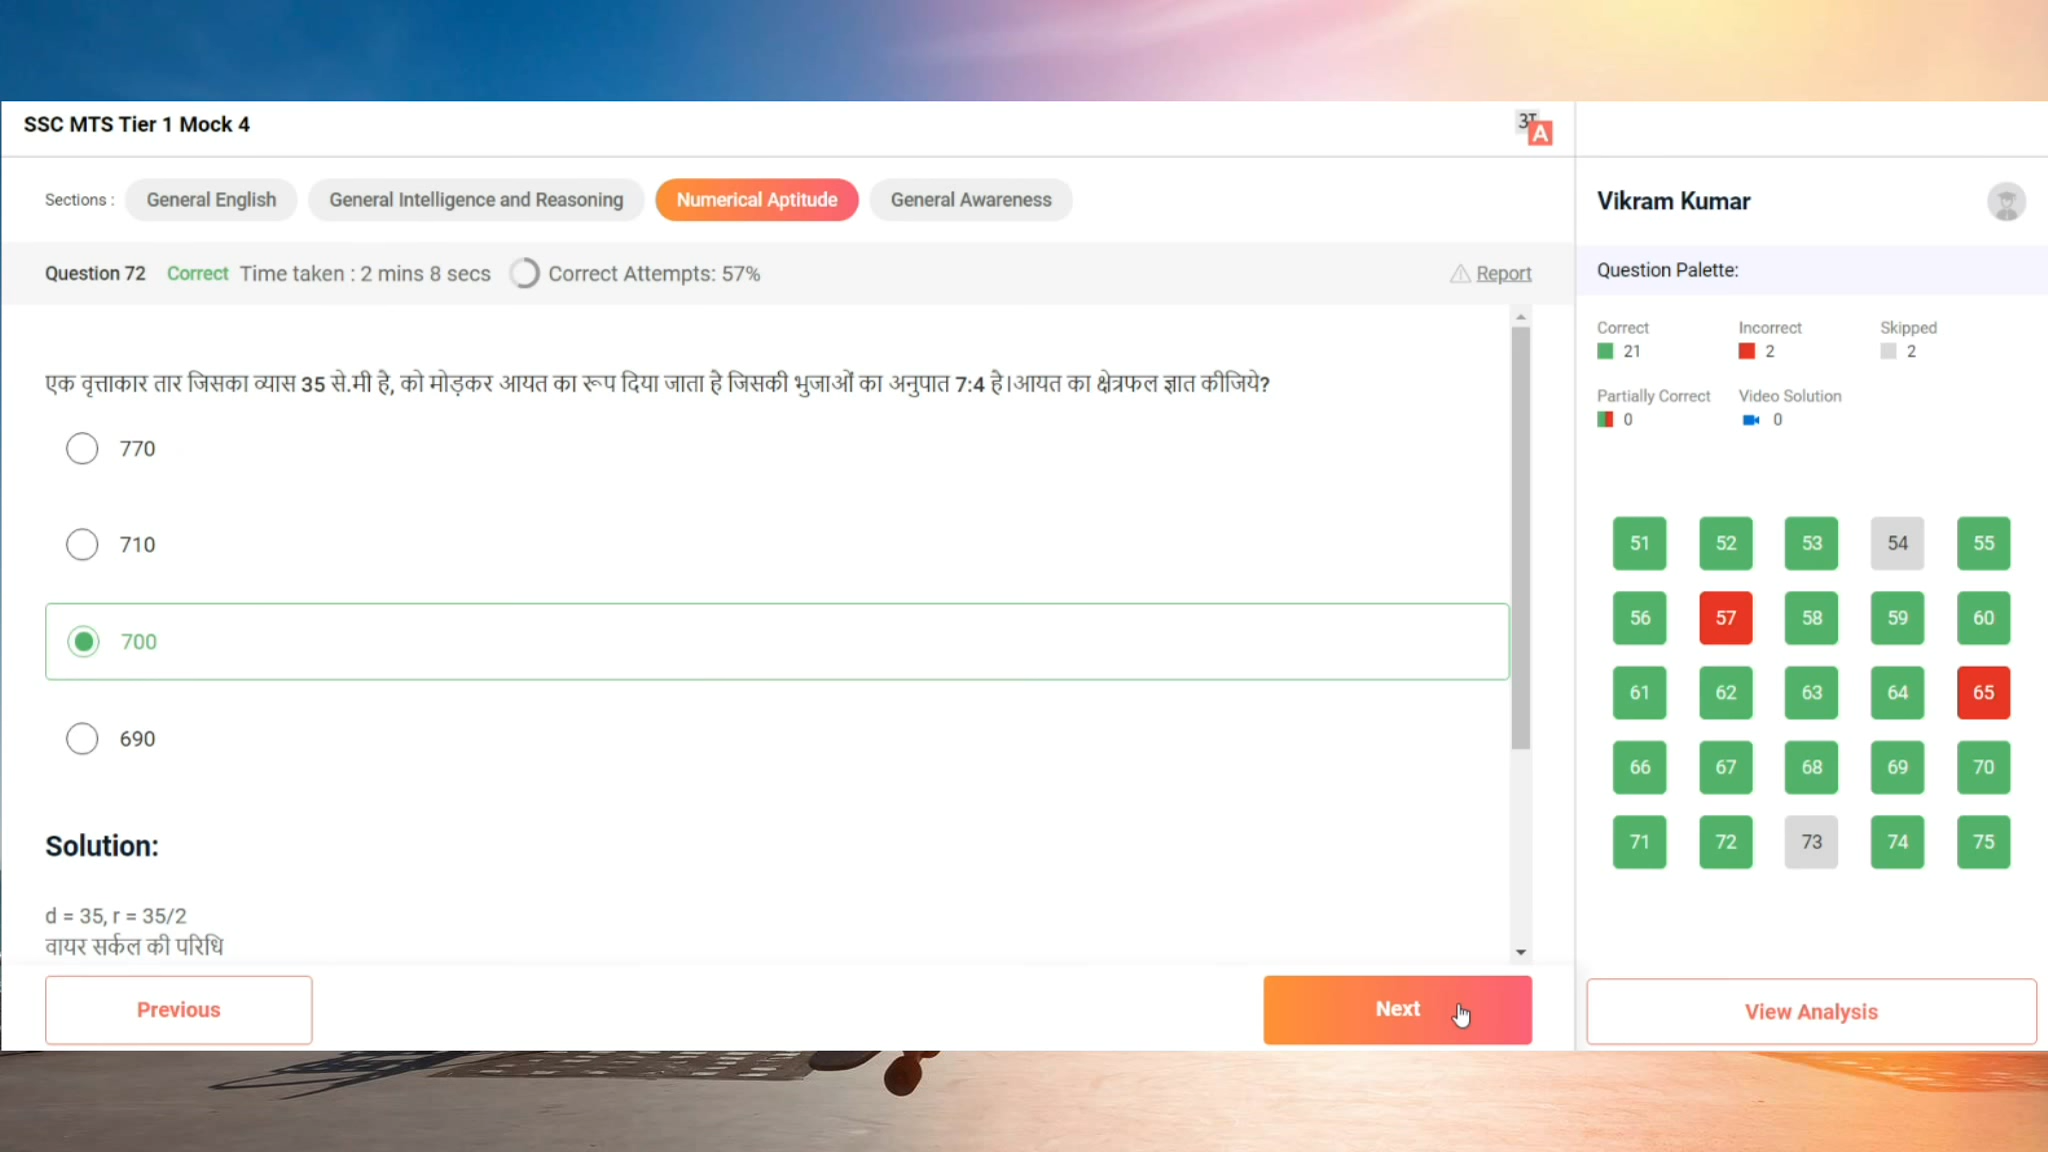 SSC MTS Tier 1 Mock 4
अ A
Sections : General English General Intelligence and Reasoning Numerical Aptitude General Awareness
Question 72 Correct Time taken : 2 mins 8 secs Correct Attempts: 57% Report
एक वृत्ताकार तार जिसका व्यास 35 से.मी है, को मोड़कर आयत का रूप दिया जाता है जिसकी भुजाओं का अनुपात 7:4 है।आयत का क्षेत्रफल ज्ञात कीजिये?
770
710
700
690
Solution:
d = 35, r = 35/2
वायर सर्कल की परिधि
Previous
Next
Vikram Kumar
Question Palette:
Correct Incorrect Skipped
21 2 2
Partially Correct Video Solution
0 0
51 52 53 54 55
56 57 58 59 60
61 62 63 64 65
66 67 68 69 70
71 72 73 74 75
View Analysis